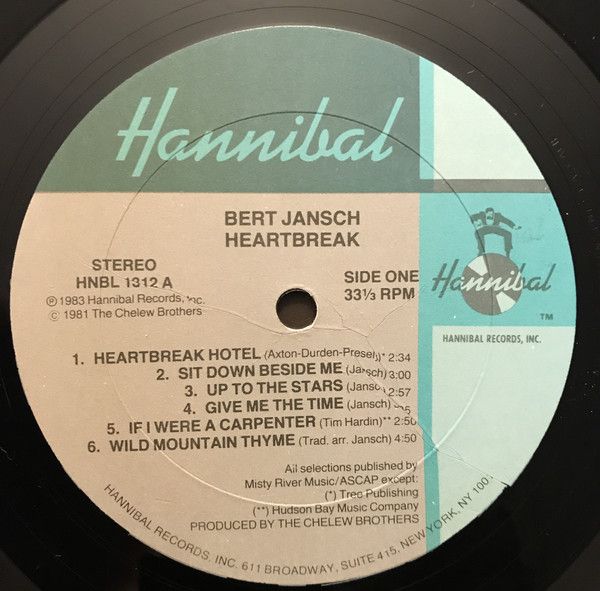 Hannibal
BERT JANSCH
HEARTBREAK
STEREO
HNBL 1312 A
℗ 1983 Hannibal Records, Inc.
© 1981 The Chelew Brothers
SIDE ONE
33⅓ RPM
Hannibal
TM
HANNIBAL RECORDS, INC.
1. HEARTBREAK HOTEL (Axton-Durden-Presley)* 2:34
2. SIT DOWN BESIDE ME (Jansch) 3:00
3. UP TO THE STARS (Jansch) 2:57
4. GIVE ME THE TIME (Jansch)
5. IF I WERE A CARPENTER (Tim Hardin)** 2:50
6. WILD MOUNTAIN THYME (Trad. arr. Jansch) 4:50
All selections published by
Misty River Music/ASCAP except:
(*) Tree Publishing
(**) Hudson Bay Music Company
PRODUCED BY THE CHELEW BROTHERS
HANNIBAL RECORDS, INC. 611 BROADWAY, SUITE 415, NEW YORK, NY